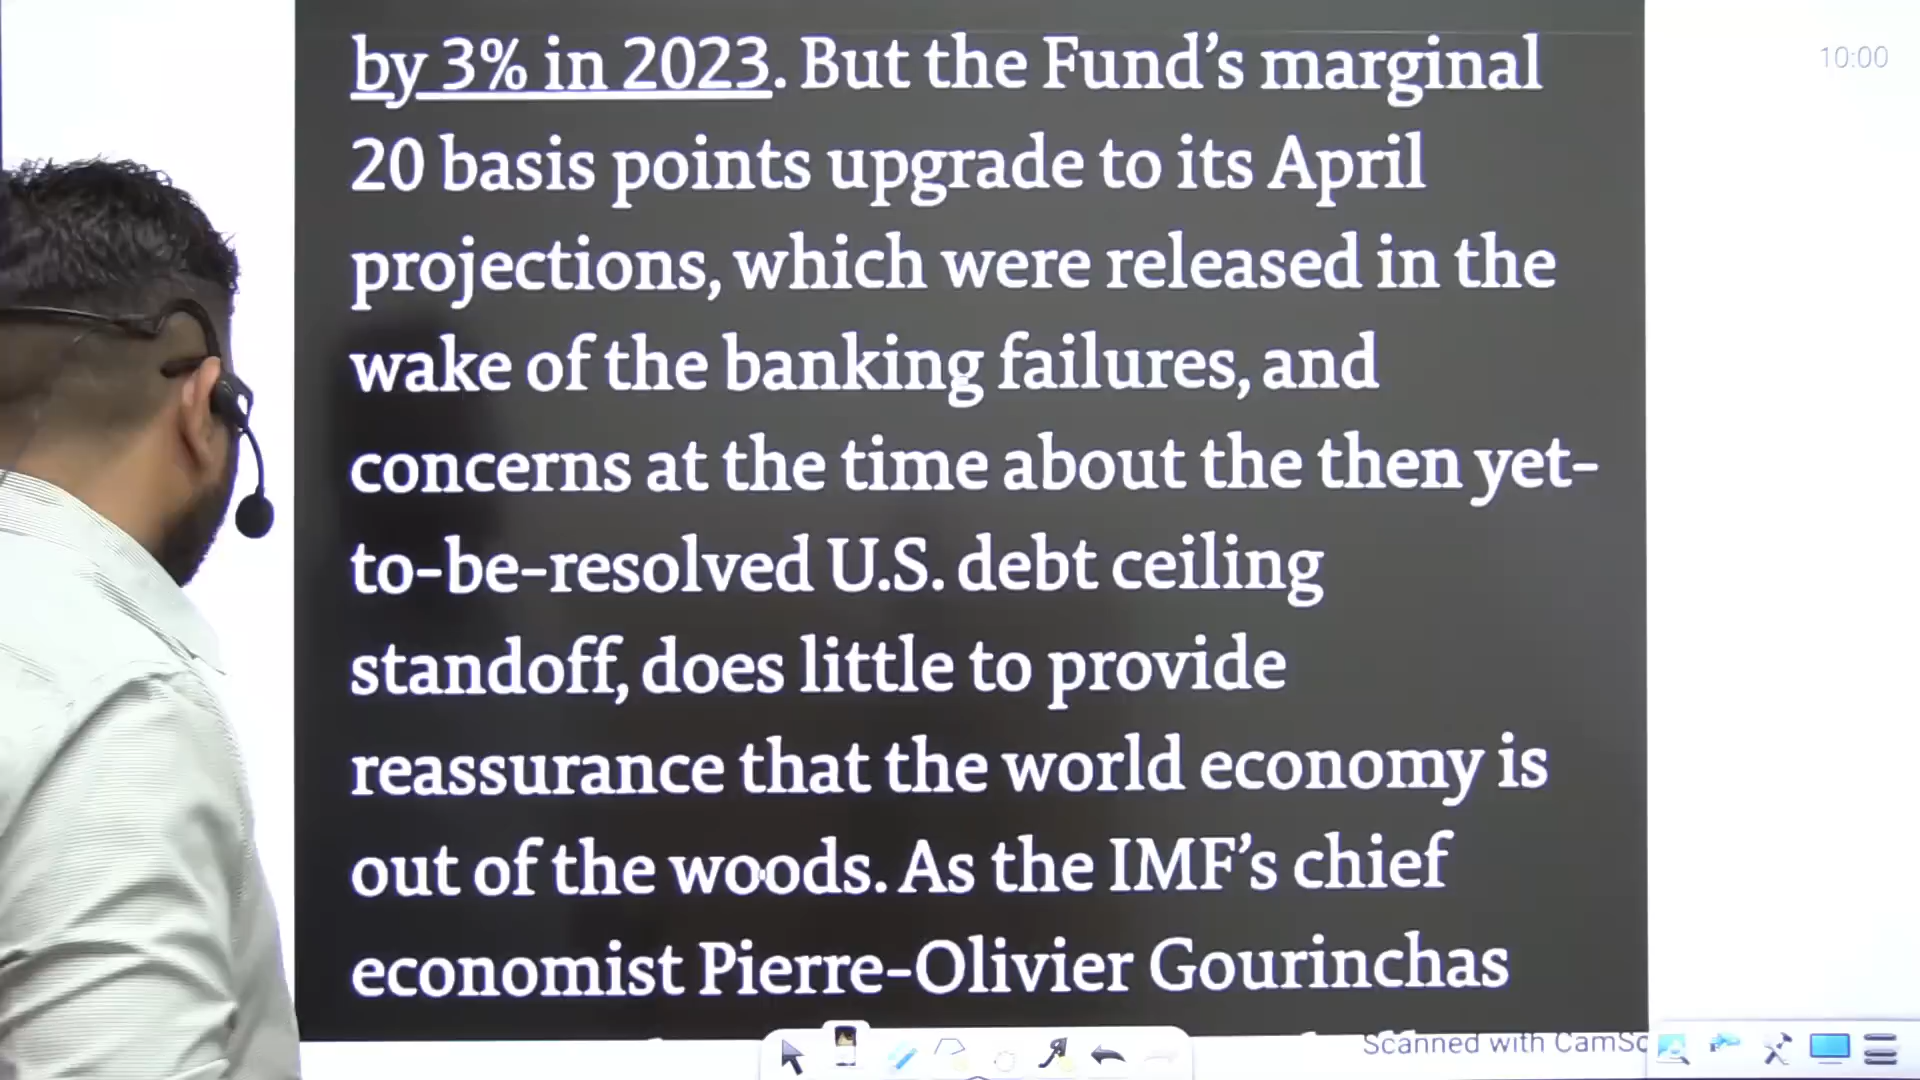 by 3% in 2023. But the Fund’s marginal
10:00
20 basis points upgrade to its April
projections, which were released in the
wake of the banking failures, and
concerns at the time about the then yet-
to-be-resolved U.S. debt ceiling
standoff, does little to provide
reassurance that the world economy is
out of the woods. As the IMF’s chief
economist Pierre-Olivier Gourinchas
Scanned with CamSc